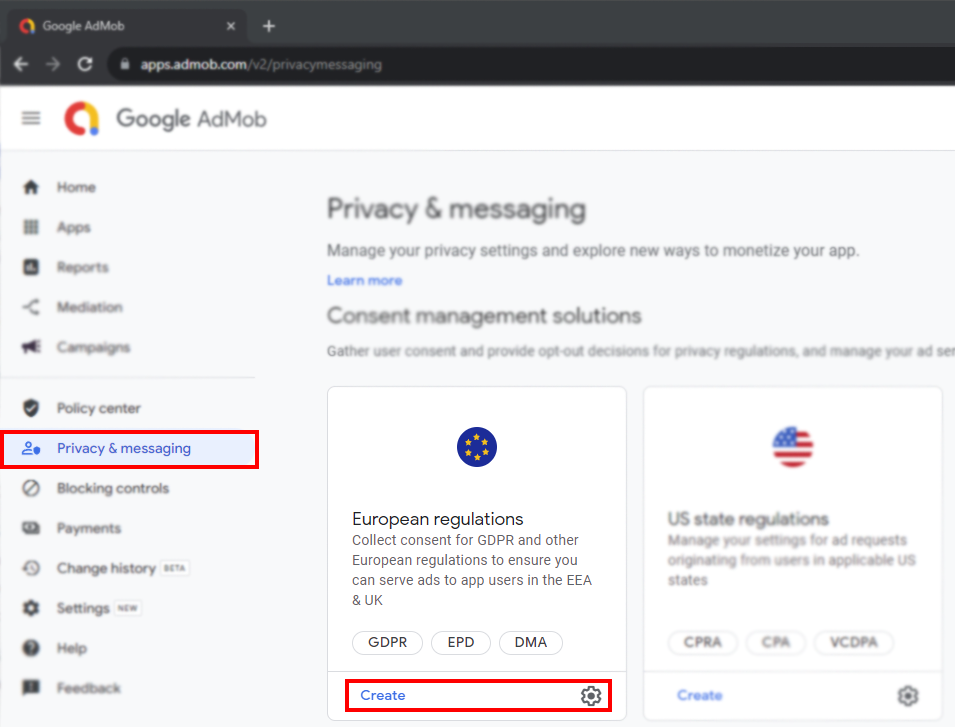 Google AdMob
apps.admob.com/v2/privacymessaging
Google AdMob
Home
Apps
Reports
Mediation
Campaigns
Policy center
Privacy & messaging
Blocking controls
Payments
Change history BETA
Settings NEW
Help
Feedback
Privacy & messaging
Manage your privacy settings and explore new ways to monetize your app.
Learn more
Consent management solutions
Gather user consent and provide opt-out decisions for privacy regulations, and manage your ad ser
European regulations
Collect consent for GDPR and other
European regulations to ensure you
can serve ads to app users in the EEA
& UK
GDPR EPD DMA
Create
US state regulations
Manage your settings for ad requests
originating from users in applicable US
states
CPRA CPA VCDPA
Create